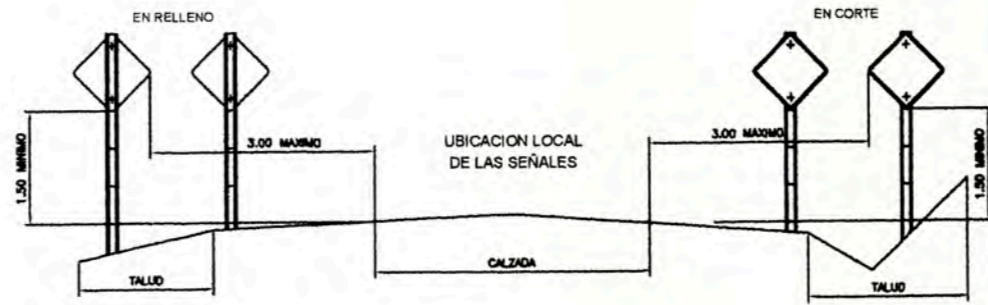 EN RELLENO
EN CORTE
1.50 MINIMO
3.00 MAXIMO
UBICACION LOCAL
DE LAS SEÑALES
3.00 MAXIMO
1.50 MINIMO
TALUD
CALZADA
TALUD